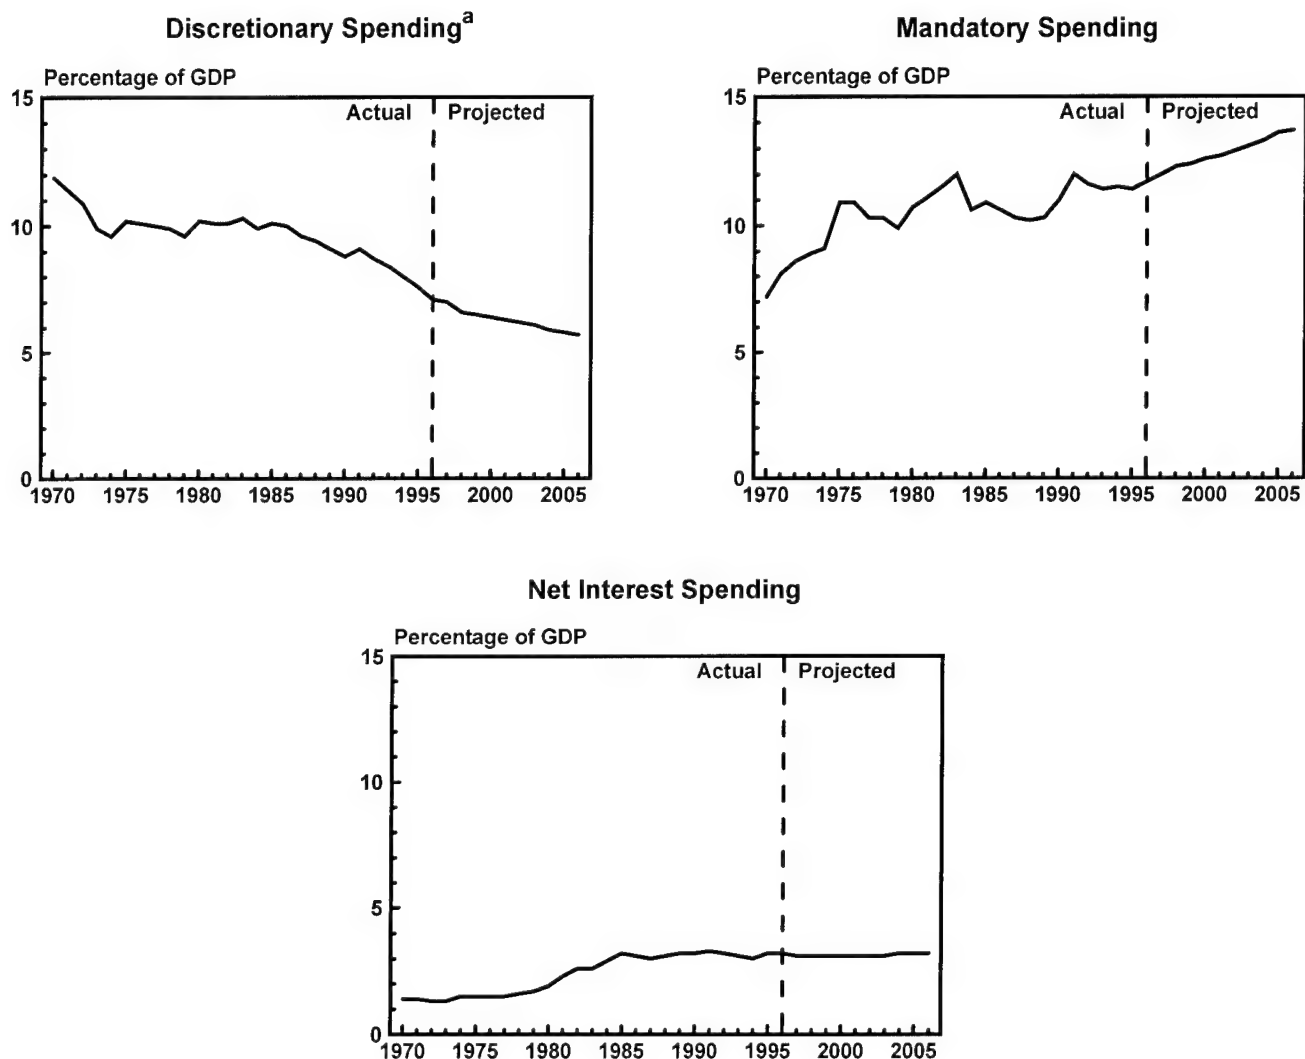 Discretionary Spendingᵃ
Percentage of GDP
15
Actual Projected
10
5
0
1970 1975 1980 1985 1990 1995 2000 2005
Mandatory Spending
Percentage of GDP
15
Actual Projected
10
5
0
1970 1975 1980 1985 1990 1995 2000 2005
Net Interest Spending
Percentage of GDP
15
Actual Projected
10
5
0
1970 1975 1980 1985 1990 1995 2000 2005